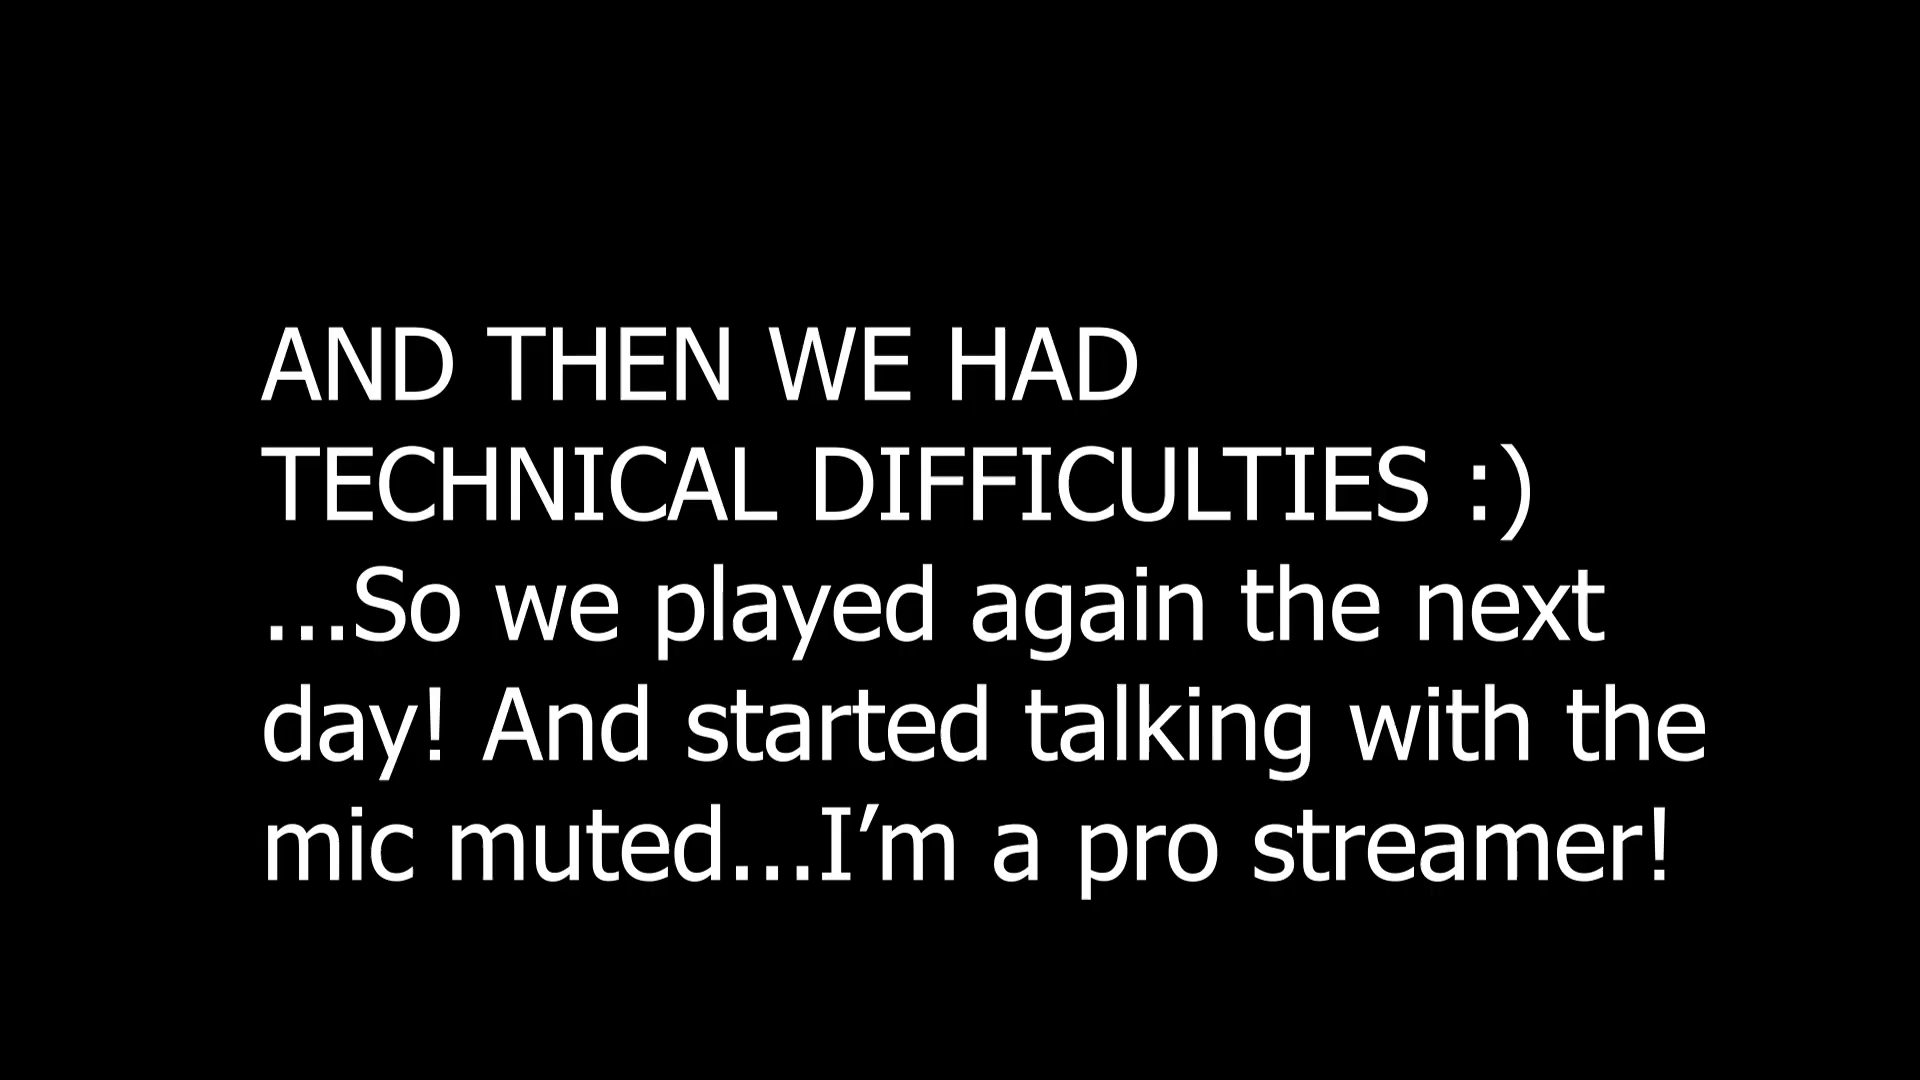 AND THEN WE HAD
TECHNICAL DIFFICULTIES :)
...So we played again the next
day! And started talking with the
mic muted...I’m a pro streamer!